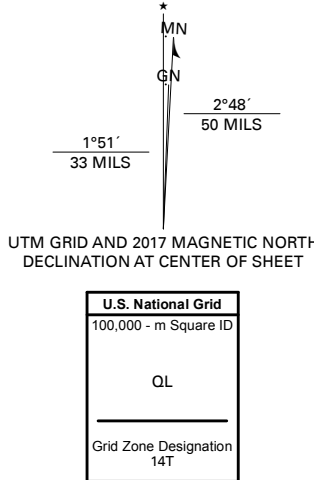 ★
MN
GN
2°48´
50 MILS
1°51´
33 MILS
UTM GRID AND 2017 MAGNETIC NORTH
DECLINATION AT CENTER OF SHEET
U.S. National Grid
100,000 - m Square ID
QL
Grid Zone Designation
14T